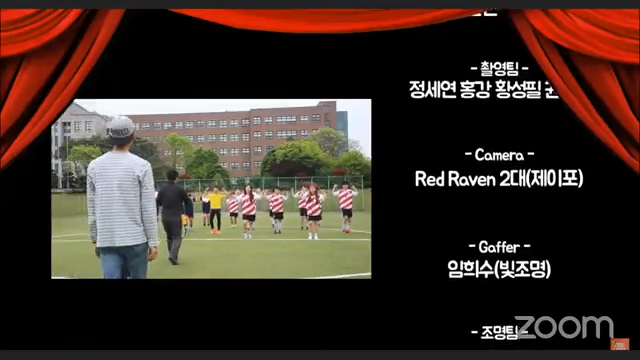 - 촬영팀 -
정세연 홍강 황성필
- Camera -
Red Raven 2대(제이포)
- Gaffer -
임희수(빛조명)
- 조명팀 -
zoom